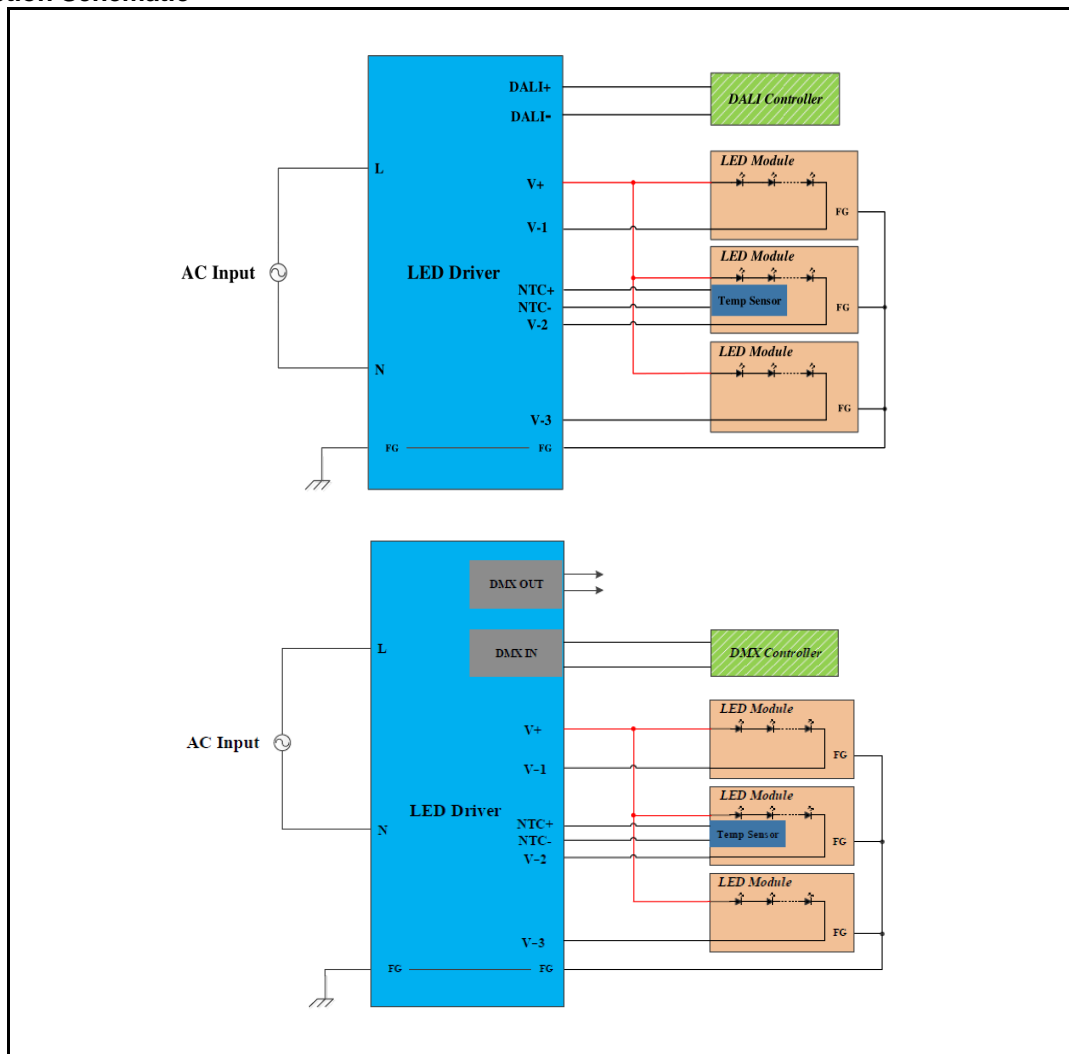 DALI+
DALI-
DALI Controller
LED Module
L
V+
FG
V-1
AC Input
LED Driver
LED Module
NTC+
Temp Sensor
FG
NTC-
V-2
LED Module
N
FG
V-3
FG
FG
DMX OUT
DMX IN
DMX Controller
L
LED Module
V+
AC Input
FG
V-1
LED Module
LED Driver
NTC+
N
Temp Sensor
NTC-
FG
V-2
LED Module
FG
V-3
FG
FG